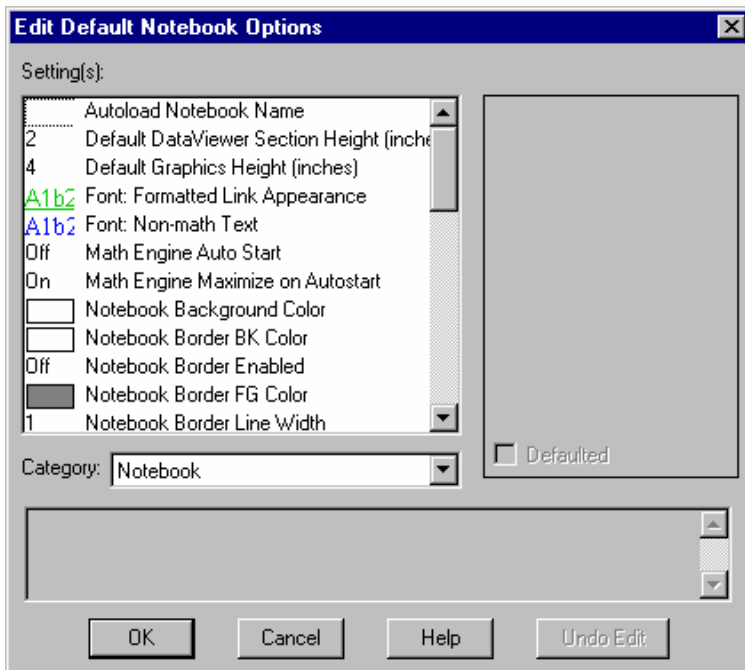 Edit Default Notebook Options
Setting(s):
Autoload Notebook Name
2 Default DataViewer Section Height (inche
4 Default Graphics Height (inches)
A1b2 Font: Formatted Link Appearance
A1b2 Font: Non-math Text
Off Math Engine Auto Start
On Math Engine Maximize on Autostart
Notebook Background Color
Notebook Border BK Color
Off Notebook Border Enabled
Notebook Border FG Color
1 Notebook Border Line Width
Defaulted
Category: Notebook
OK Cancel Help Undo Edit